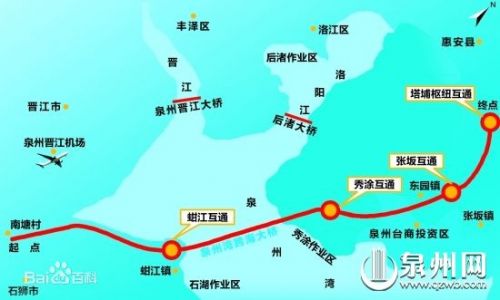 丰泽区
洛江区
惠安县
后渚作业区
塔埔枢纽互通
终点
晋江
洛阳江
泉州晋江大桥
后渚大桥
晋江市
泉州晋江机场
张坂互通
秀涂互通
东园镇
张坂镇
南塘村
起点
蚶江互通
泉州湾跨海大桥
泉州湾
秀涂作业区
泉州台商投资区
蚶江镇
石湖作业区
石狮市
Bai百科
泉州网
www.qzwb.com